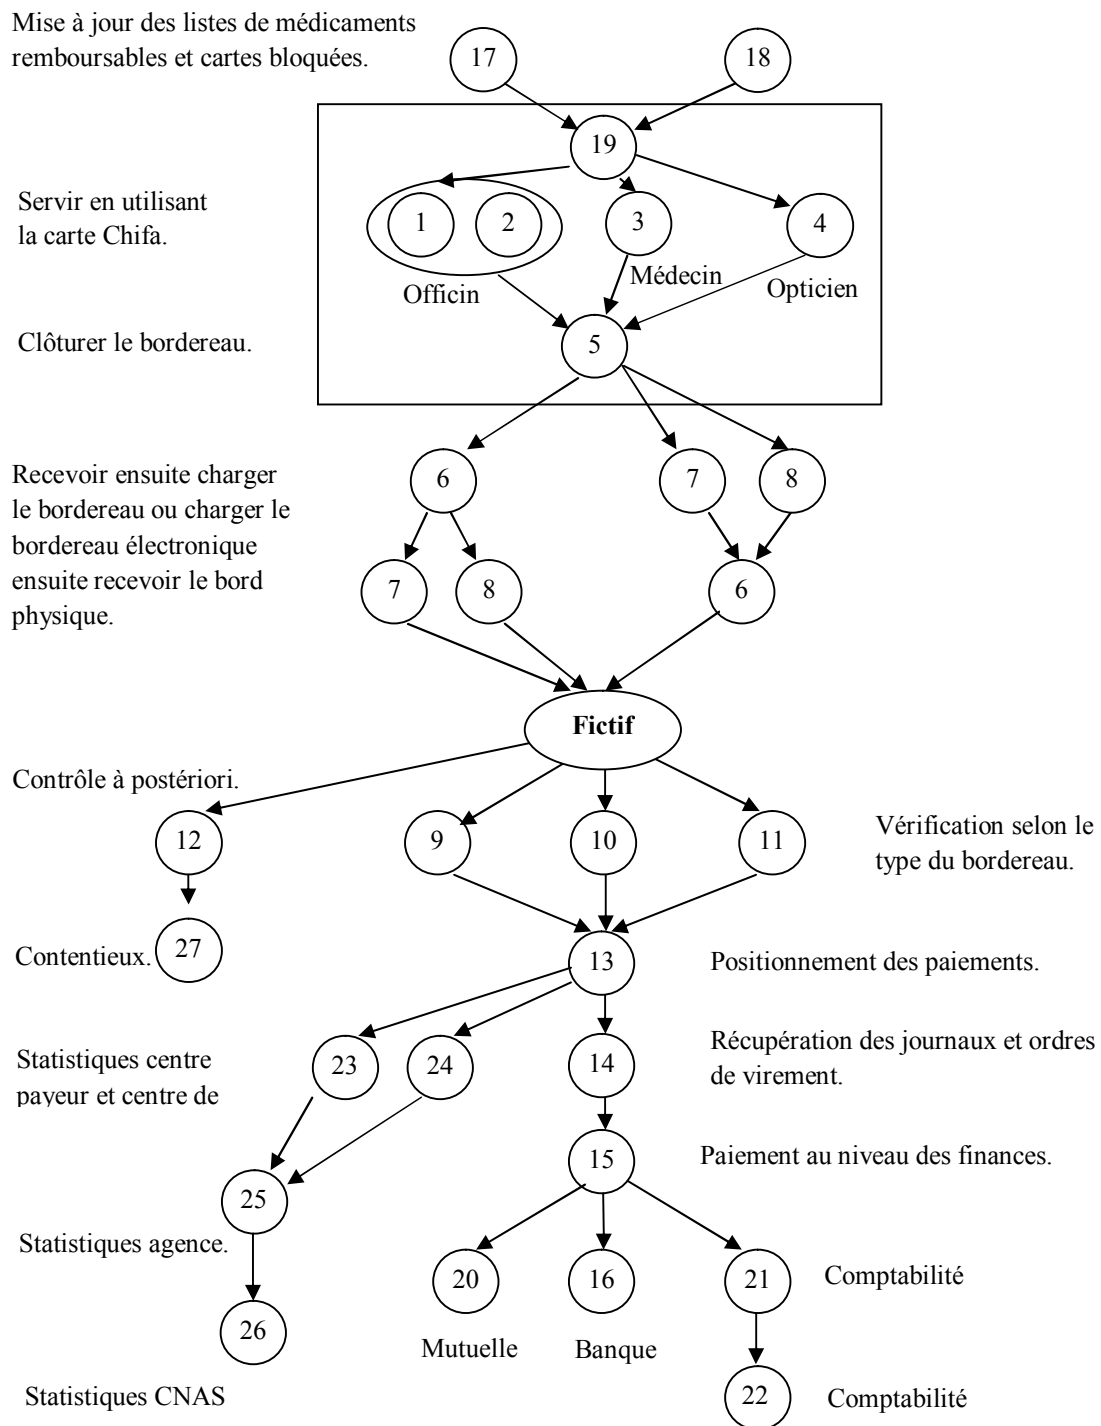 Mise à jour des listes de médicaments
remboursables et cartes bloquées.
17
18
19
Servir en utilisant
la carte Chifa.
1
2
3
4
Officin
Médecin
Opticien
Clôturer le bordereau.
5
Recevoir ensuite charger
le bordereau ou charger le
bordereau électronique
ensuite recevoir le bord
physique.
6
7
8
7
8
6
Fictif
Contrôle à postériori.
12
9
10
11
Vérification selon le
type du bordereau.
Contentieux.
27
13
Positionnement des paiements.
Statistiques centre
payeur et centre de
23
24
14
Récupération des journaux et ordres
de virement.
15
Paiement au niveau des finances.
25
Statistiques agence.
20
16
21
Comptabilité
26
Mutuelle
Banque
Statistiques CNAS
22
Comptabilité